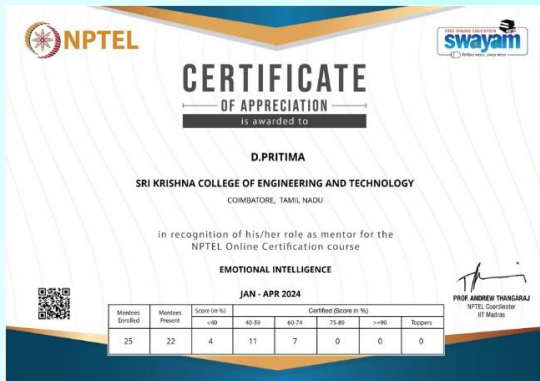 NPTEL
FREE ONLINE EDUCATION
swayam
CERTIFICATE
OF APPRECIATION
is awarded to
D.PRITIMA
SRI KRISHNA COLLEGE OF ENGINEERING AND TECHNOLOGY
COIMBATORE, TAMIL NADU
in recognition of his/her role as mentor for the
NPTEL Online Certification course
EMOTIONAL INTELLIGENCE
JAN - APR 2024
PROF. ANDREW THANGARAJ
NPTEL Coordinator
IIT Madras
Mentees Enrolled Mentees Present Score (in %) Certified (Score in %)
<40 40-59 60-74 75-89 >=90 Toppers
25 22 4 11 7 0 0 0